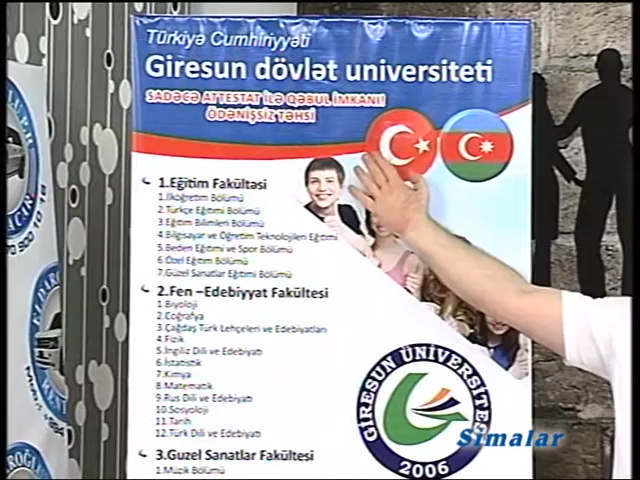 Türkiyə Cumhuriyyəti
Giresun dövlət universiteti
SADƏCƏ ATTESTAT İLƏ QƏBUL İMKANI!
ÖDƏNİŞSİZ TƏHSİ
1.Eğitim Fakültəsi
1.İlköğretim Bölümü
2.Türkçe Eğitimi Bölümü
3.Eğitim Bilimleri Bölümü
4.Bilgisayar ve Öğretim Teknolojileri Eğitimi
5.Beden Eğitimi ve Spor Bölümü
6.Özel Eğitim Bölümü
7.Güzel Sanatlar Eğitimi Bölümü
2.Fen –Edebiyyat Fakültesi
1.Biyoloji
2.Coğrafya
3.Çağdaş Türk Lehçeleri ve Edebiyatları
4.Fizik
5.İngiliz Dili ve Edebiyatı
6.İstatistik
7.Kimya
8.Matematik
9.Rus Dili ve Edebiyatı
10.Sosyoloji
11.Tarih
12.Türk Dili ve Edebiyatı
3.Guzel Sanatlar Fakültesi
1.Müzik Bölümü
GİRESUN ÜNİVERSİTESİ
2006
Simalar